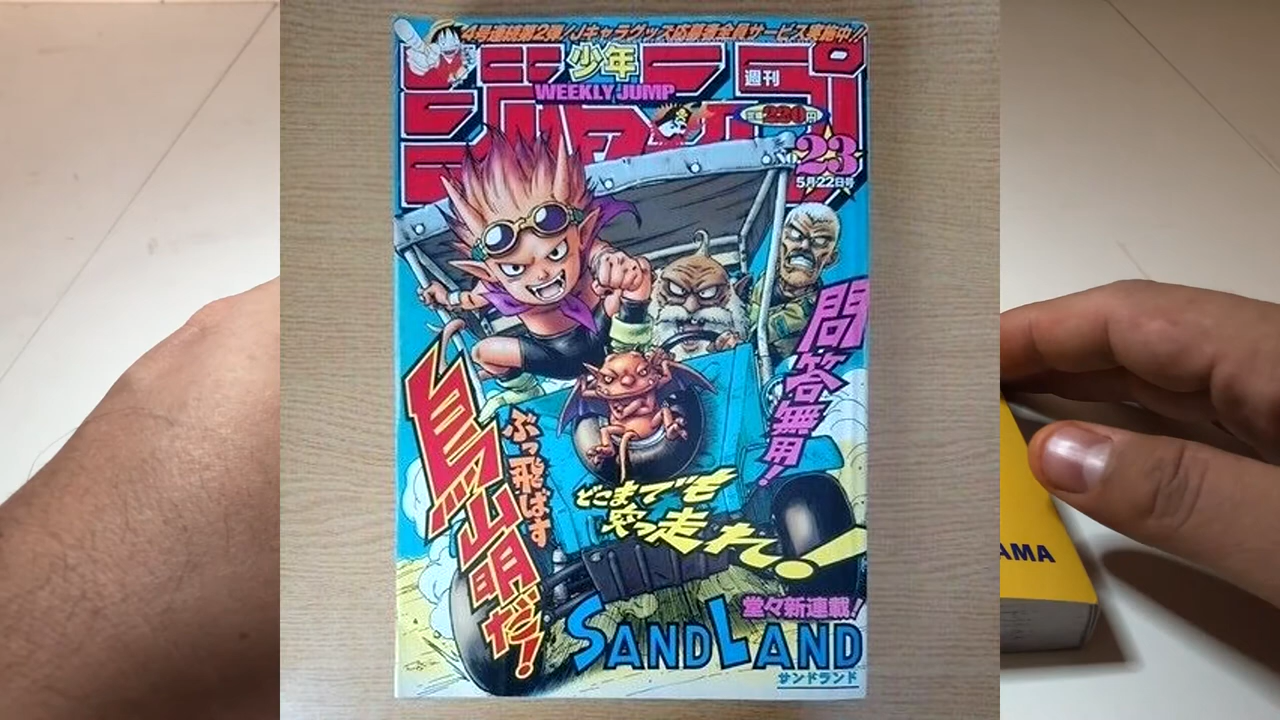 4号連続第2弾!!Jキャラグッズ応募者全員サービス実施中!!
週刊
少年
ジャンプ
WEEKLY JUMP
定価220円
NO.23
5月22日号
問答無用!
ぶっ飛ばす
鳥山明だ!
どこまでも
突っ走れ!
堂々新連載!
SAND LAND
サンドランド
AMA